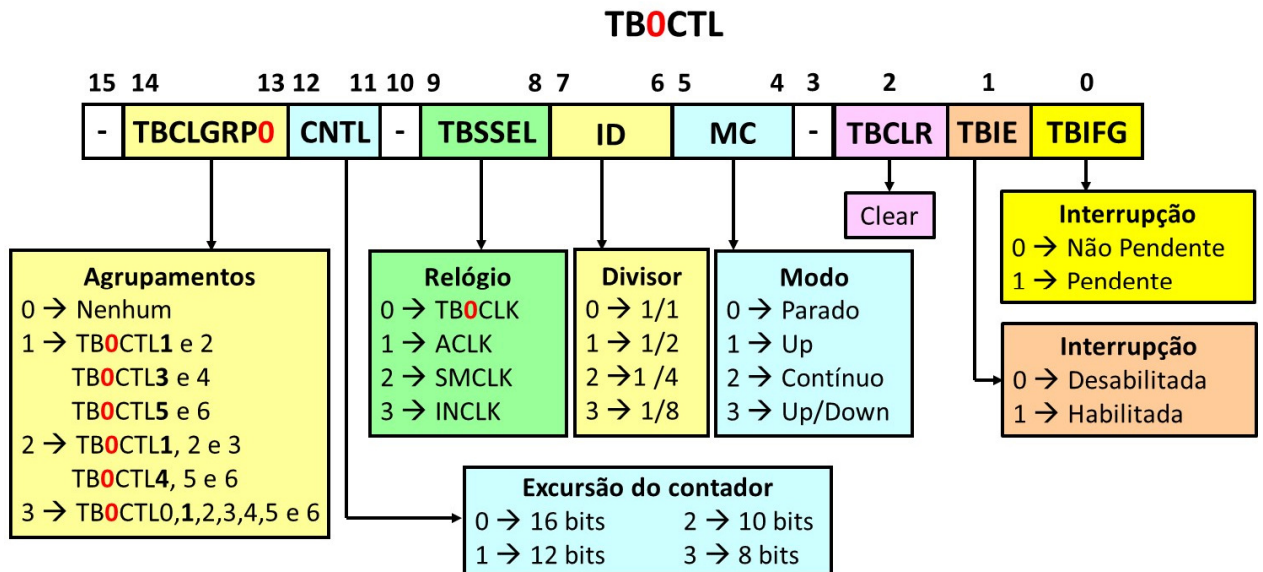 TB0CTL
15 14 13 12 11 10 9 8 7 6 5 4 3 2 1 0
- TBCLGRP0 CNTL - TBSSEL ID MC - TBCLR TBIE TBIFG
Clear
Interrupção
0 → Não Pendente
1 → Pendente
Agrupamentos
0 → Nenhum
1 → TB0CTL1 e 2
TB0CTL3 e 4
TB0CTL5 e 6
2 → TB0CTL1, 2 e 3
TB0CTL4, 5 e 6
3 → TB0CTL0,1,2,3,4,5 e 6
Relógio
0 → TB0CLK
1 → ACLK
2 → SMCLK
3 → INCLK
Divisor
0 → 1/1
1 → 1/2
2 →1 /4
3 → 1/8
Modo
0 → Parado
1 → Up
2 → Contínuo
3 → Up/Down
Interrupção
0 → Desabilitada
1 → Habilitada
Excursão do contador
0 → 16 bits 2 → 10 bits
1 → 12 bits 3 → 8 bits